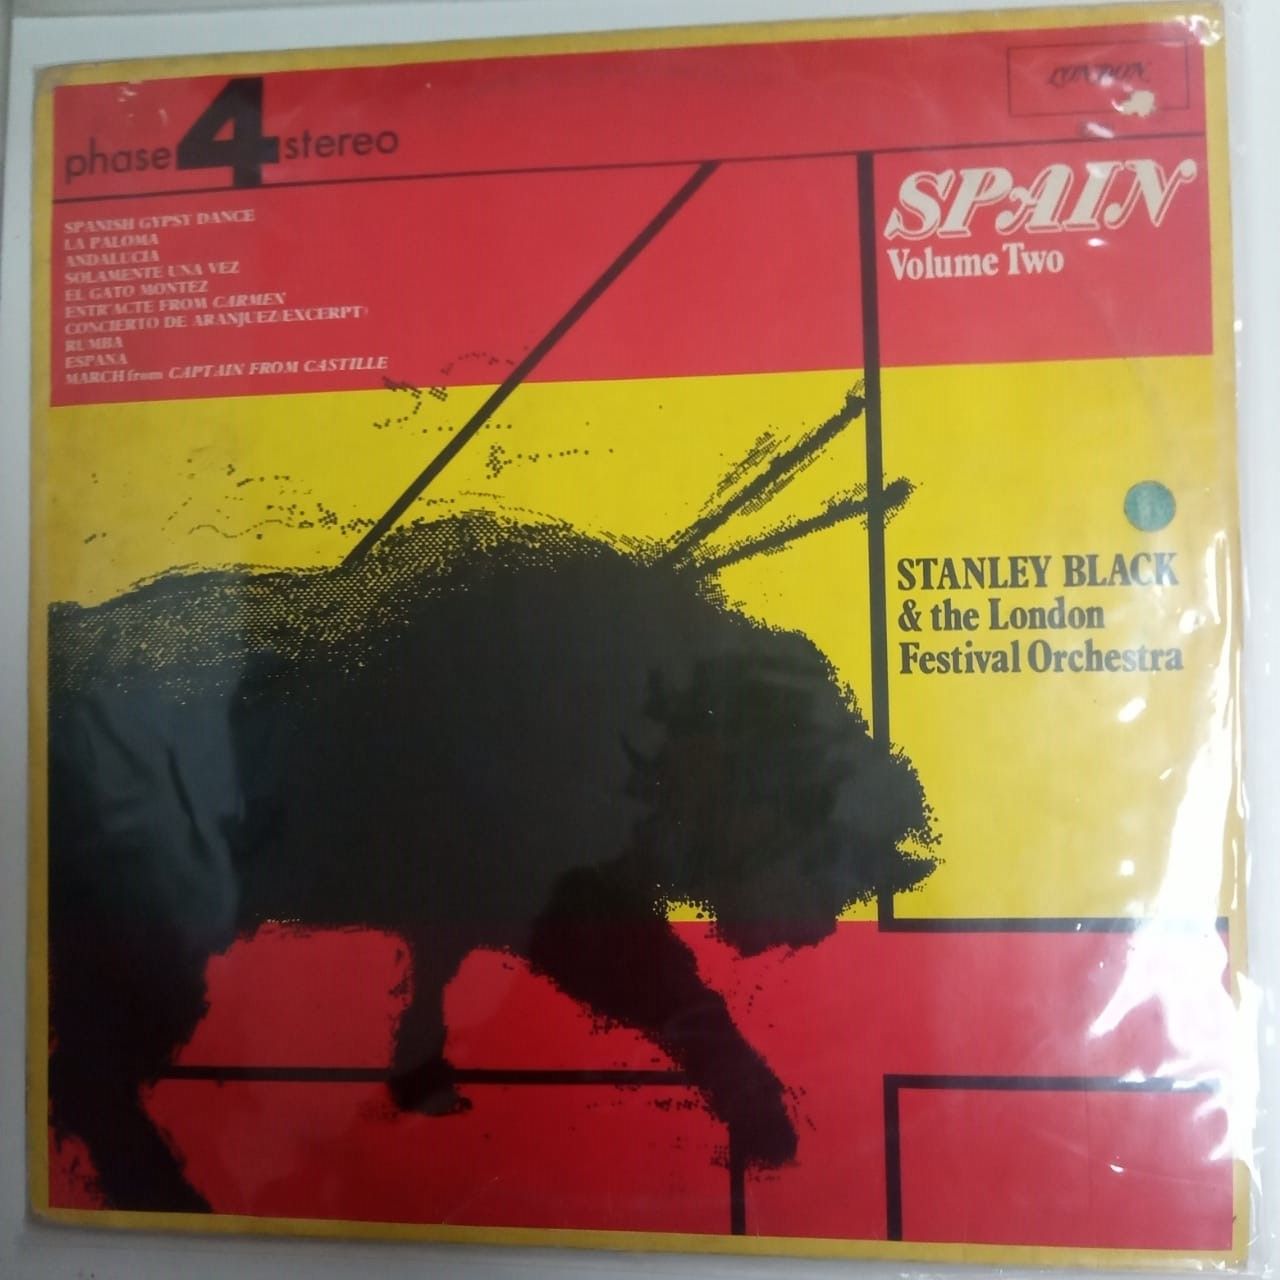 phase 4 stereo
LONDON
SPANISH GYPSY DANCE
LA PALOMA
ANDALUCIA
SOLAMENTE UNA VEZ
EL GATO MONTEZ
ENTR'ACTE FROM CARMEN
CONCIERTO DE ARANJUEZ (EXCERPT)
RUMBA
ESPANA
MARCH from CAPTAIN FROM CASTILLE
SPAIN
Volume Two
STANLEY BLACK
& the London
Festival Orchestra